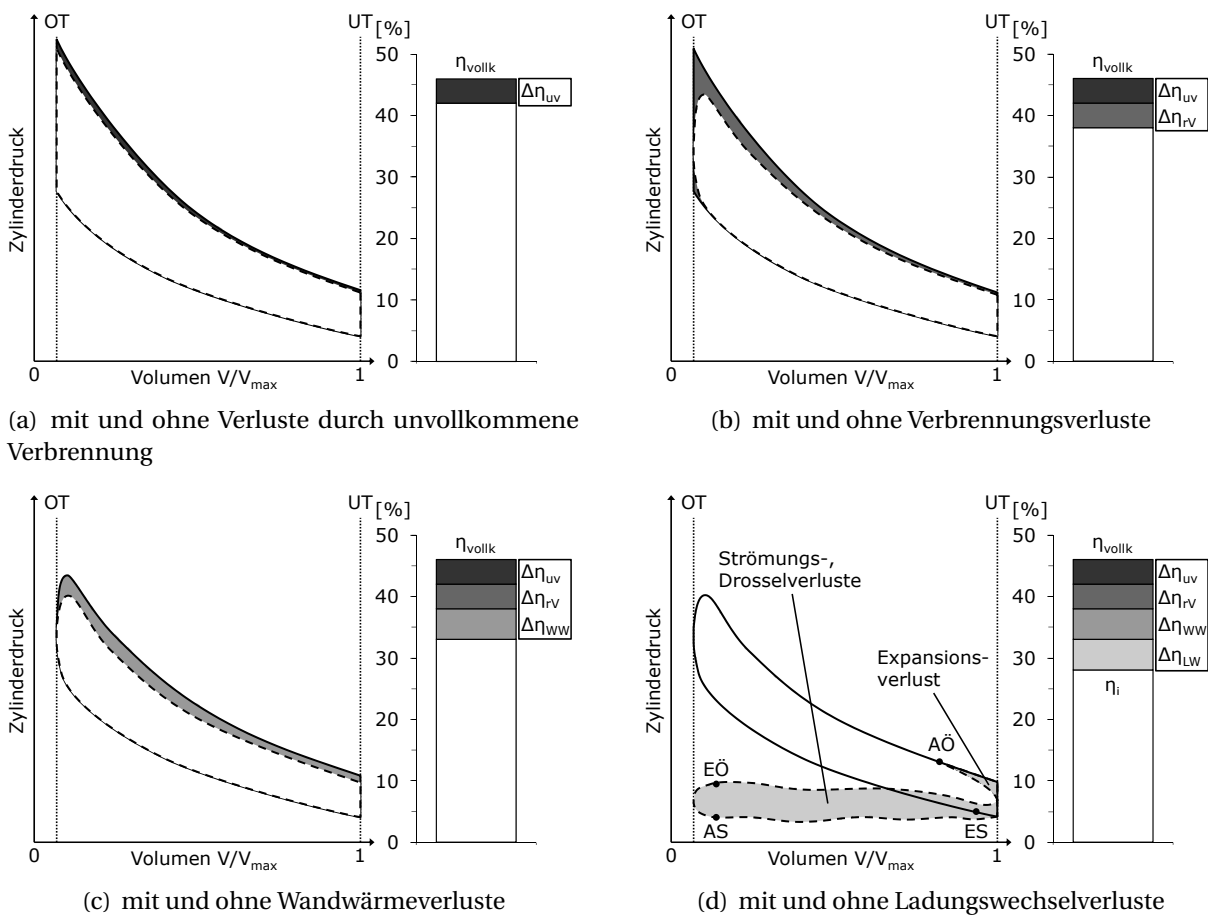 OT
UT
[%]
50
η_vollk
Δη_uv
40
30
20
10
0
Zylinderdruck
0
Volumen V/V_max
1
(a) mit und ohne Verluste durch unvollkommene
Verbrennung
OT
UT
[%]
50
η_vollk
Δη_uv
Δη_rV
40
30
20
10
0
Zylinderdruck
0
Volumen V/V_max
1
(b) mit und ohne Verbrennungsverluste
OT
UT
[%]
50
η_vollk
Δη_uv
Δη_rV
Δη_WW
40
30
20
10
0
Zylinderdruck
0
Volumen V/V_max
1
(c) mit und ohne Wandwärmeverluste
OT
UT
[%]
50
η_vollk
Δη_uv
Δη_rV
Δη_WW
Δη_LW
η_i
40
30
20
10
0
Strömungs-,
Drosselverluste
Expansions-
verlust
AÖ
EÖ
AS
ES
Zylinderdruck
0
Volumen V/V_max
1
(d) mit und ohne Ladungswechselverluste